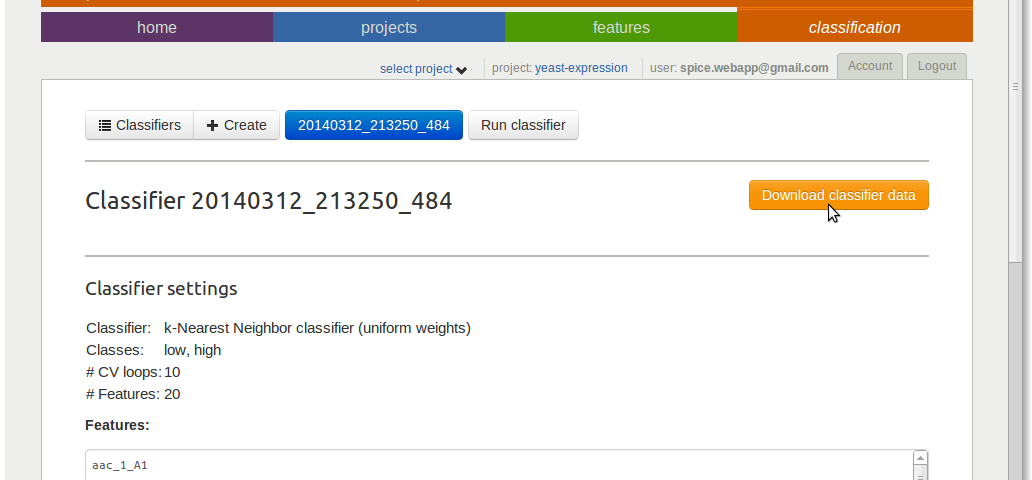 home projects features classification
select project project: yeast-expression user: spice.webapp@gmail.com Account Logout
Classifiers Create 20140312_213250_484 Run classifier
Classifier 20140312_213250_484 Download classifier data
Classifier settings
Classifier: k-Nearest Neighbor classifier (uniform weights)
Classes: low, high
# CV loops: 10
# Features: 20
Features:
aac_1_A1